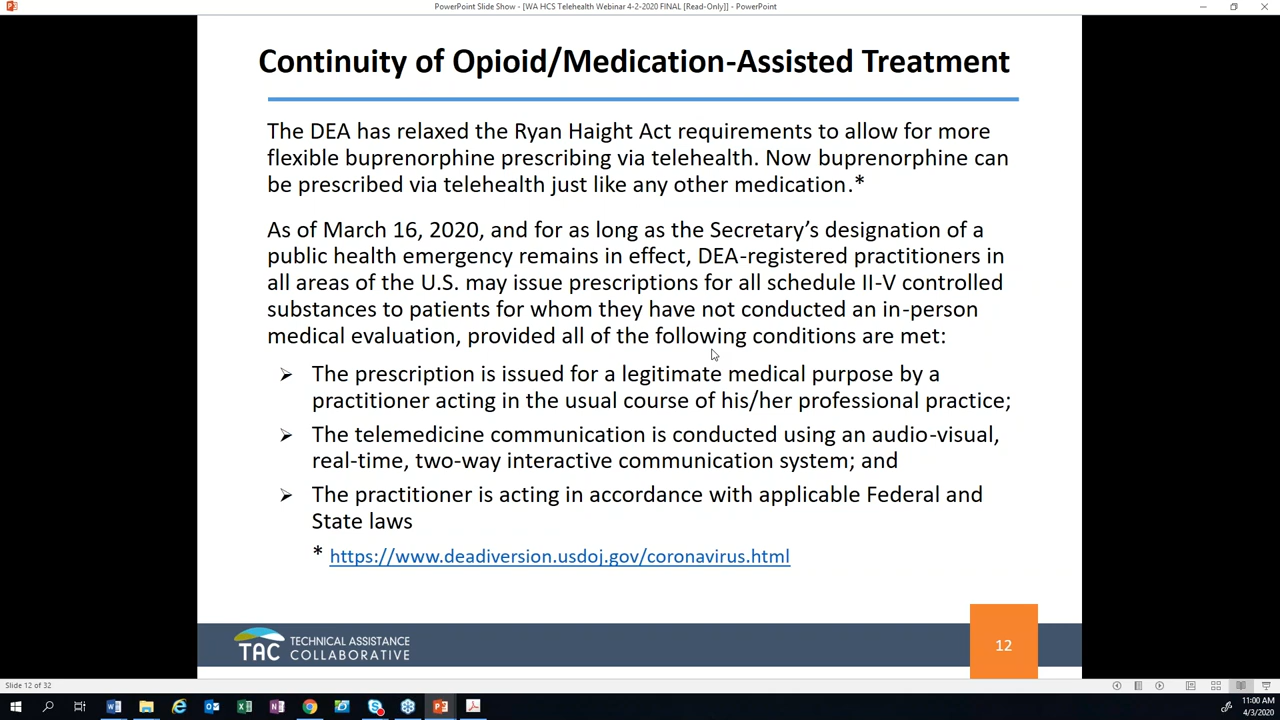 PowerPoint Slide Show - [WA HCS Telehealth Webinar 4-2-2020 FINAL [Read-Only]] - PowerPoint
Continuity of Opioid/Medication-Assisted Treatment
The DEA has relaxed the Ryan Haight Act requirements to allow for more
flexible buprenorphine prescribing via telehealth. Now buprenorphine can
be prescribed via telehealth just like any other medication.*
As of March 16, 2020, and for as long as the Secretary's designation of a
public health emergency remains in effect, DEA-registered practitioners in
all areas of the U.S. may issue prescriptions for all schedule II-V controlled
substances to patients for whom they have not conducted an in-person
medical evaluation, provided all of the following conditions are met:
The prescription is issued for a legitimate medical purpose by a
practitioner acting in the usual course of his/her professional practice;
The telemedicine communication is conducted using an audio-visual,
real-time, two-way interactive communication system; and
The practitioner is acting in accordance with applicable Federal and
State laws
* https://www.deadiversion.usdoj.gov/coronavirus.html
TAC TECHNICAL ASSISTANCE
COLLABORATIVE
12
Slide 12 of 32
11:00 AM
4/3/2020